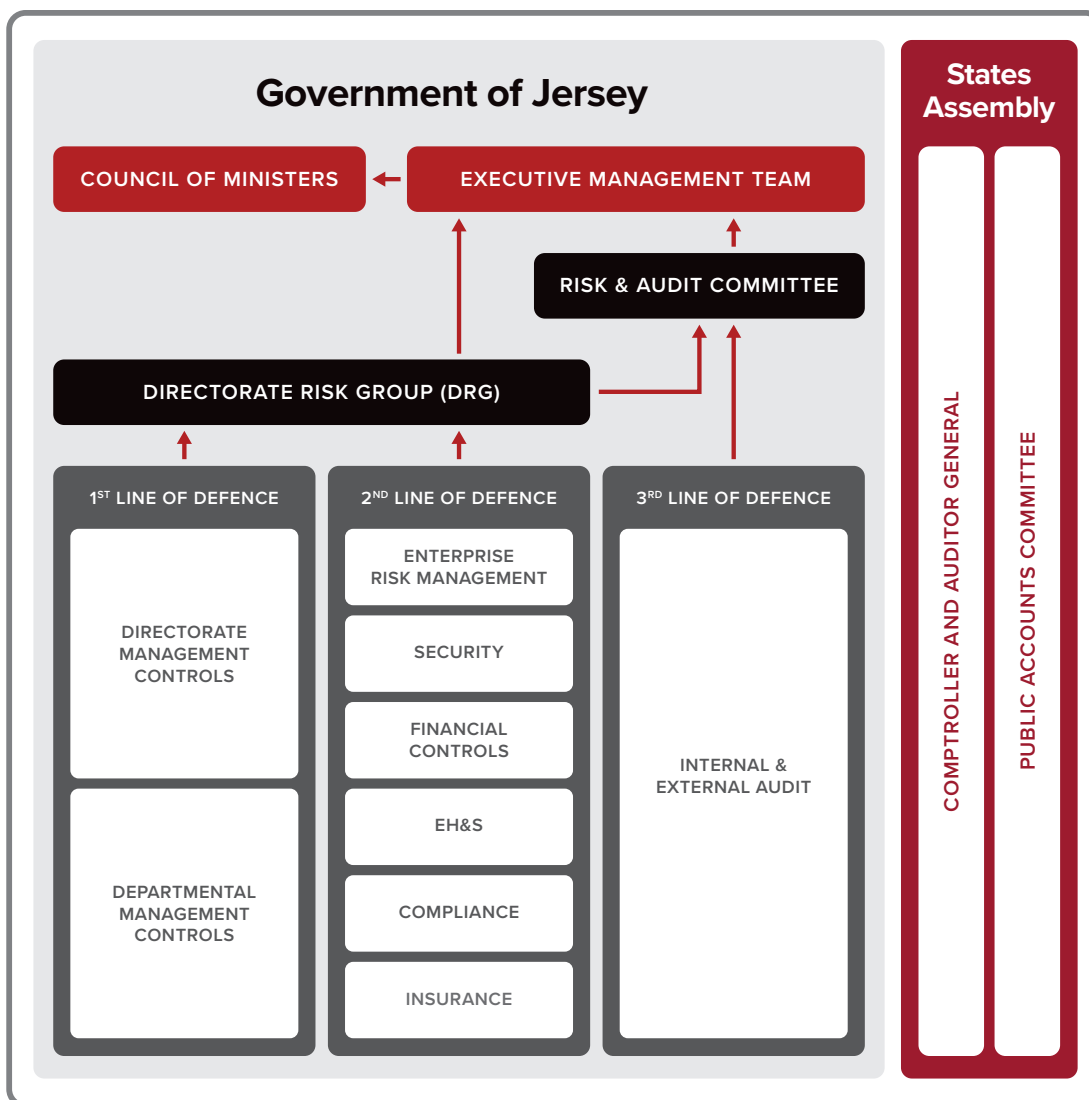 Government of Jersey
COUNCIL OF MINISTERS
EXECUTIVE MANAGEMENT TEAM
RISK & AUDIT COMMITTEE
DIRECTORATE RISK GROUP (DRG)
1ST LINE OF DEFENCE
DIRECTORATE
MANAGEMENT
CONTROLS
DEPARTMENTAL
MANAGEMENT
CONTROLS
2ND LINE OF DEFENCE
ENTERPRISE
RISK MANAGEMENT
SECURITY
FINANCIAL
CONTROLS
EH&S
COMPLIANCE
INSURANCE
3RD LINE OF DEFENCE
INTERNAL &
EXTERNAL AUDIT
States
Assembly
COMPTROLLER AND AUDITOR GENERAL
PUBLIC ACCOUNTS COMMITTEE